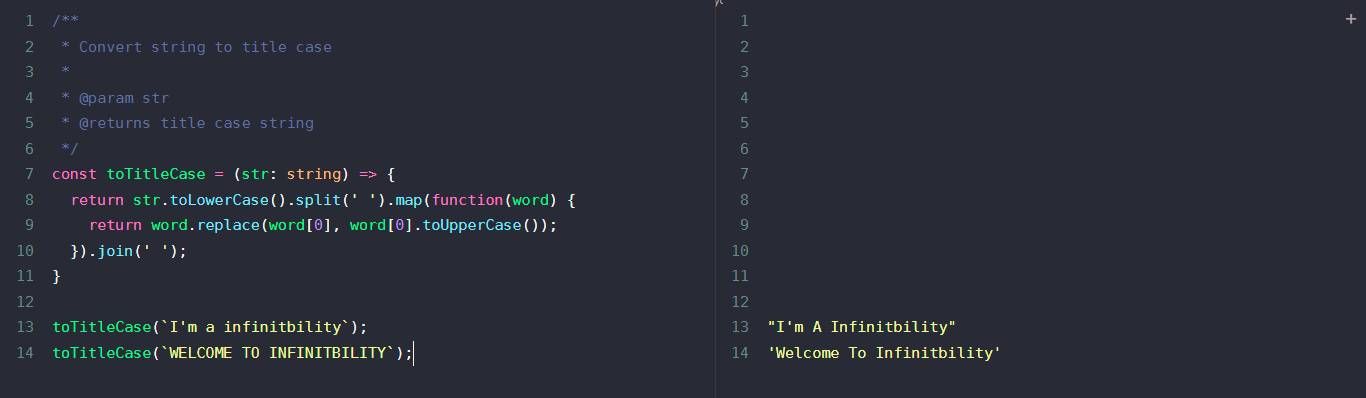 1 /**
2  * Convert string to title case
3  *
4  * @param str
5  * @returns title case string
6  */
7 const toTitleCase = (str: string) => {
8   return str.toLowerCase().split(' ').map(function(word) {
9     return word.replace(word[0], word[0].toUpperCase());
10   }).join(' ');
11 }
12
13 toTitleCase(`I'm a infinitbility`);
14 toTitleCase(`WELCOME TO INFINITBILITY`);
1 +
2
3
4
5
6
7
8
9
10
11
12
13 "I'm A Infinitbility"
14 'Welcome To Infinitbility'